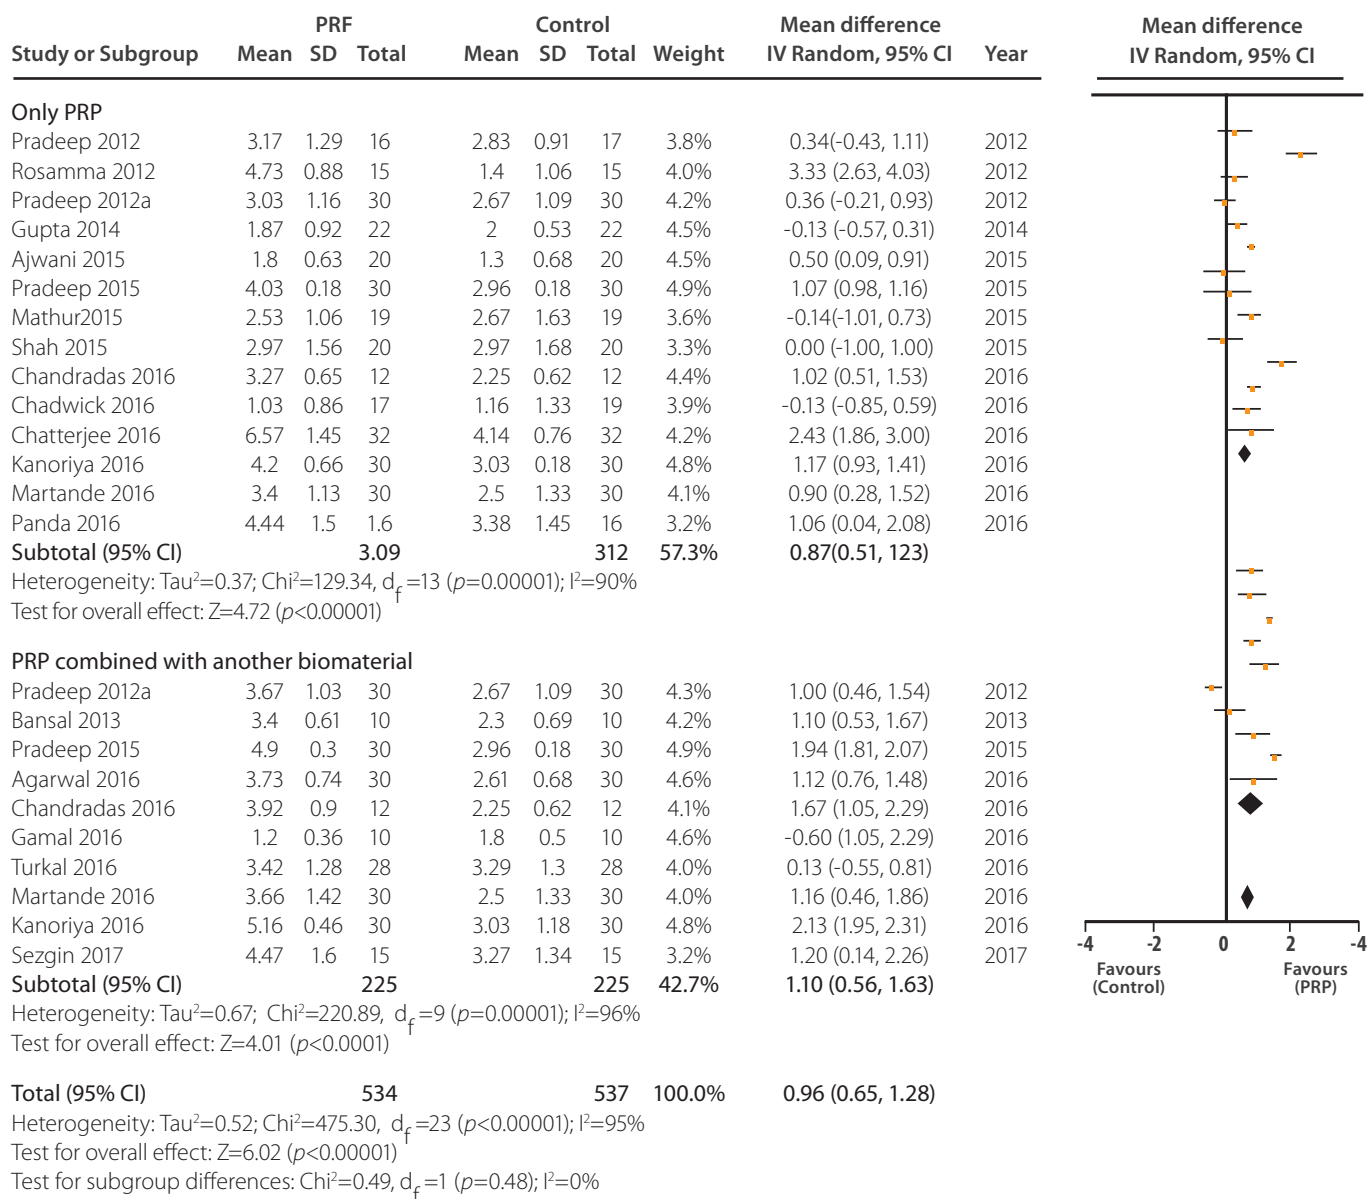 PRF Control Mean difference Mean difference
Study or Subgroup Mean SD Total Mean SD Total Weight IV Random, 95% CI Year IV Random, 95% CI
Only PRP
Pradeep 2012 3.17 1.29 16 2.83 0.91 17 3.8% 0.34(-0.43, 1.11) 2012
Rosamma 2012 4.73 0.88 15 1.4 1.06 15 4.0% 3.33 (2.63, 4.03) 2012
Pradeep 2012a 3.03 1.16 30 2.67 1.09 30 4.2% 0.36 (-0.21, 0.93) 2012
Gupta 2014 1.87 0.92 22 2 0.53 22 4.5% -0.13 (-0.57, 0.31) 2014
Ajwani 2015 1.8 0.63 20 1.3 0.68 20 4.5% 0.50 (0.09, 0.91) 2015
Pradeep 2015 4.03 0.18 30 2.96 0.18 30 4.9% 1.07 (0.98, 1.16) 2015
Mathur2015 2.53 1.06 19 2.67 1.63 19 3.6% -0.14(-1.01, 0.73) 2015
Shah 2015 2.97 1.56 20 2.97 1.68 20 3.3% 0.00 (-1.00, 1.00) 2015
Chandradas 2016 3.27 0.65 12 2.25 0.62 12 4.4% 1.02 (0.51, 1.53) 2016
Chadwick 2016 1.03 0.86 17 1.16 1.33 19 3.9% -0.13 (-0.85, 0.59) 2016
Chatterjee 2016 6.57 1.45 32 4.14 0.76 32 4.2% 2.43 (1.86, 3.00) 2016
Kanoriya 2016 4.2 0.66 30 3.03 0.18 30 4.8% 1.17 (0.93, 1.41) 2016
Martande 2016 3.4 1.13 30 2.5 1.33 30 4.1% 0.90 (0.28, 1.52) 2016
Panda 2016 4.44 1.5 1.6 3.38 1.45 16 3.2% 1.06 (0.04, 2.08) 2016
Subtotal (95% CI) 3.09 312 57.3% 0.87(0.51, 123)
Heterogeneity: Tau²=0.37; Chi²=129.34, d_f=13 (p=0.00001); I²=90%
Test for overall effect: Z=4.72 (p<0.00001)
PRP combined with another biomaterial
Pradeep 2012a 3.67 1.03 30 2.67 1.09 30 4.3% 1.00 (0.46, 1.54) 2012
Bansal 2013 3.4 0.61 10 2.3 0.69 10 4.2% 1.10 (0.53, 1.67) 2013
Pradeep 2015 4.9 0.3 30 2.96 0.18 30 4.9% 1.94 (1.81, 2.07) 2015
Agarwal 2016 3.73 0.74 30 2.61 0.68 30 4.6% 1.12 (0.76, 1.48) 2016
Chandradas 2016 3.92 0.9 12 2.25 0.62 12 4.1% 1.67 (1.05, 2.29) 2016
Gamal 2016 1.2 0.36 10 1.8 0.5 10 4.6% -0.60 (1.05, 2.29) 2016
Turkal 2016 3.42 1.28 28 3.29 1.3 28 4.0% 0.13 (-0.55, 0.81) 2016
Martande 2016 3.66 1.42 30 2.5 1.33 30 4.0% 1.16 (0.46, 1.86) 2016
Kanoriya 2016 5.16 0.46 30 3.03 1.18 30 4.8% 2.13 (1.95, 2.31) 2016
Sezgin 2017 4.47 1.6 15 3.27 1.34 15 3.2% 1.20 (0.14, 2.26) 2017
Subtotal (95% CI) 225 225 42.7% 1.10 (0.56, 1.63)
Heterogeneity: Tau²=0.67; Chi²=220.89, d_f=9 (p=0.00001); I²=96%
Test for overall effect: Z=4.01 (p<0.0001)
Total (95% CI) 534 537 100.0% 0.96 (0.65, 1.28)
Heterogeneity: Tau²=0.52; Chi²=475.30, d_f=23 (p<0.00001); I²=95%
Test for overall effect: Z=6.02 (p<0.00001)
Test for subgroup differences: Chi²=0.49, d_f=1 (p=0.48); I²=0%
-4 -2 0 2 -4
Favours Favours
(Control) (PRP)